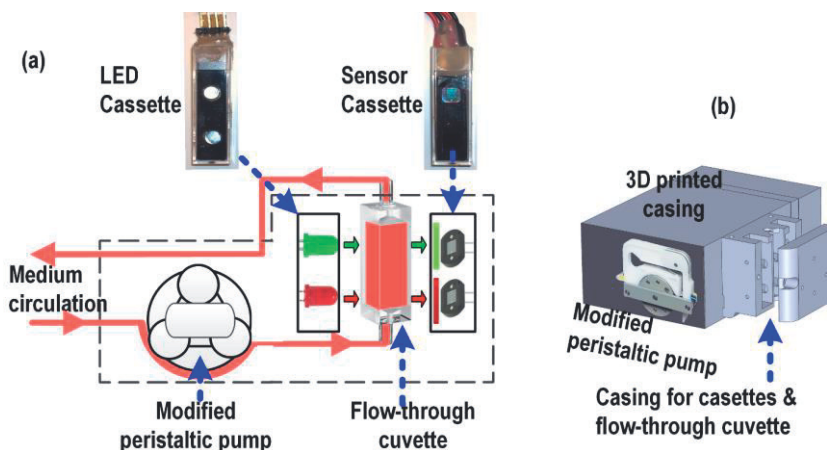 (a)
LED
Cassette
Sensor
Cassette
Medium
circulation
Modified
peristaltic pump
Flow-through
cuvette
(b)
3D printed
casing
Modified
peristaltic pump
Casing for casettes &
flow-through cuvette